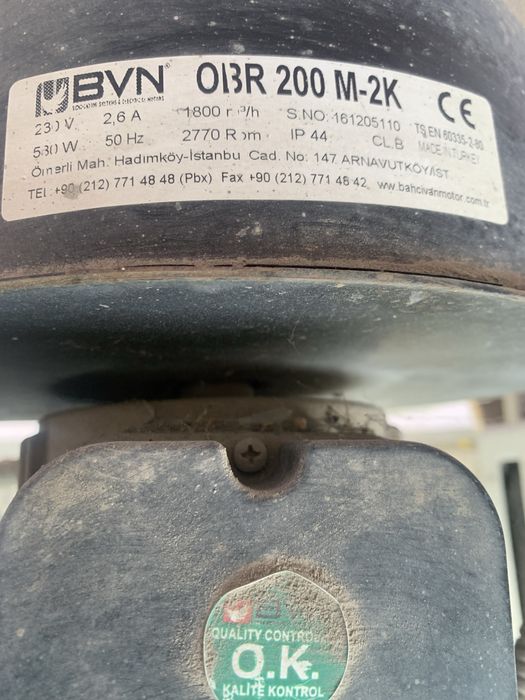 BVN OBR 200 M-2K CE
230 V 2,6 A 1800 m³/h S.NO: 161205110 TS EN 60335-2-80
530 W 50 Hz 2770 Rpm IP 44 CL.B MADE IN TURKEY
Ömerli Mah. Hadımköy-İstanbu Cad. No: 147 ARNAVUTKÖY/IST.
TEL:+90 (212) 771 48 48 (Pbx) Fax +90 (212) 771 48 42 www.bahcivanmotor.com.tr
QUALITY CONTROL
O.K.
KALİTE KONTROL